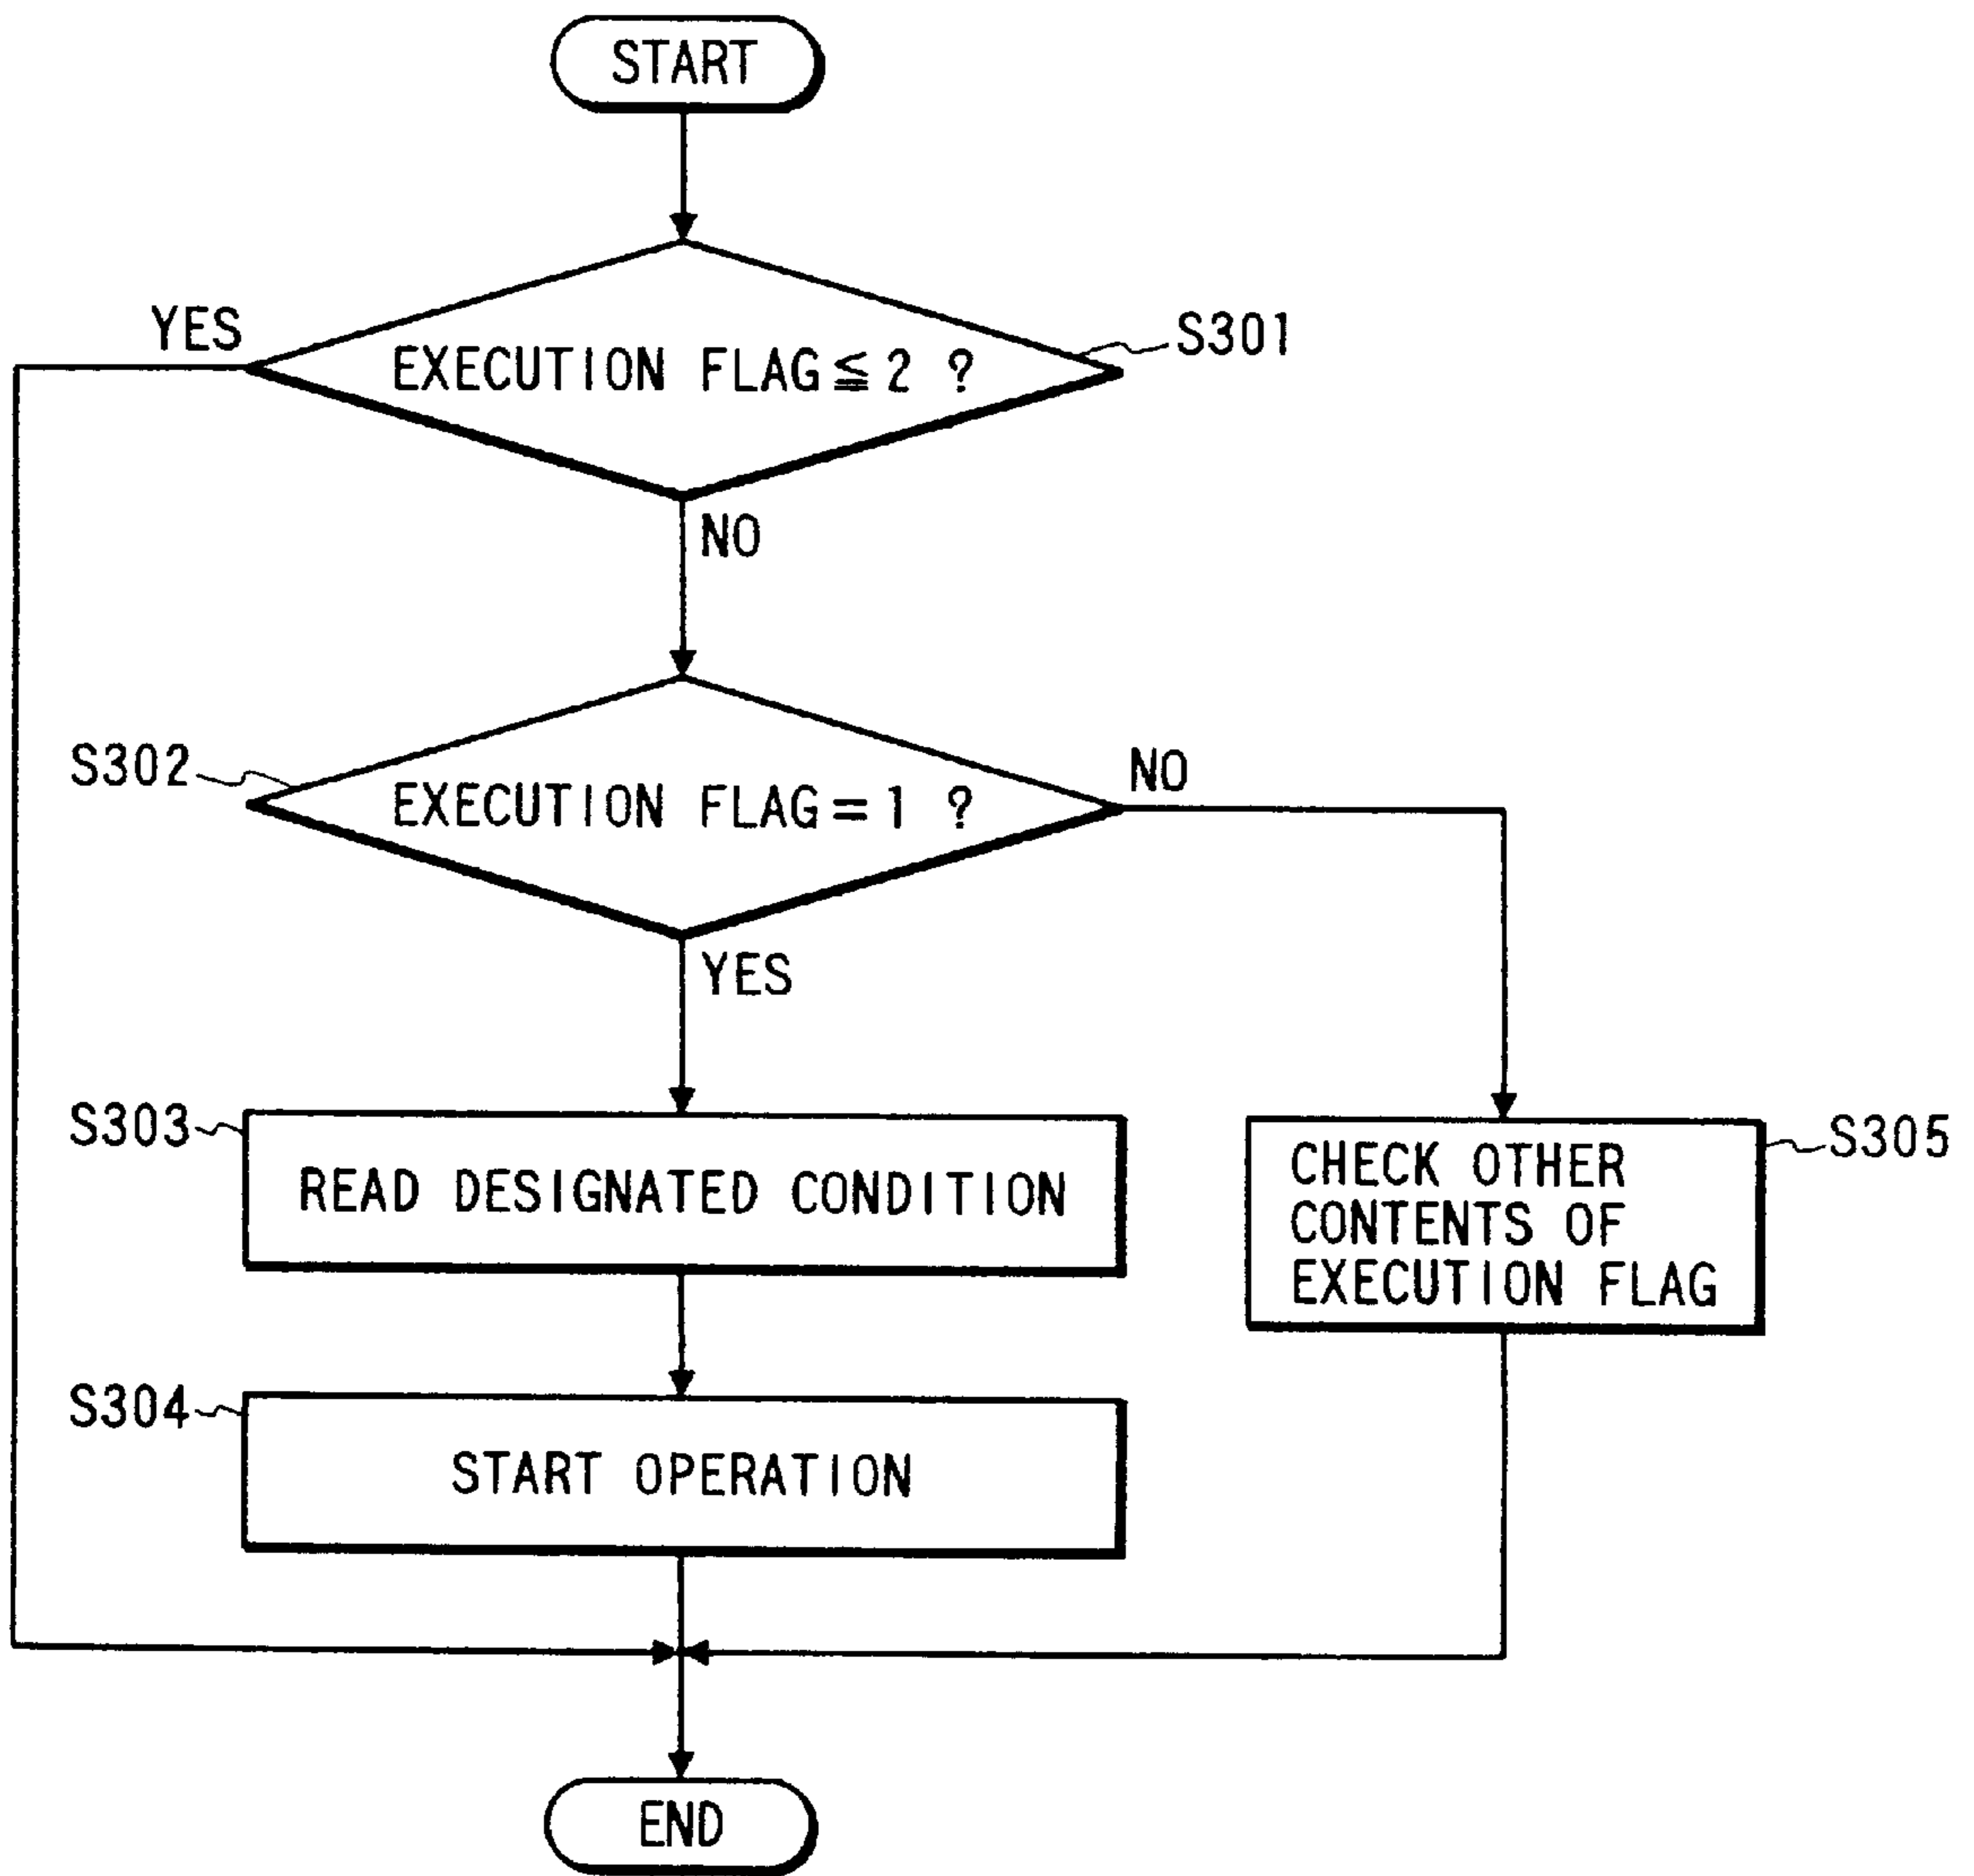 START
YES
EXECUTION FLAG≦2 ?
S301
NO
S302
EXECUTION FLAG=1 ?
NO
YES
S303
READ DESIGNATED CONDITION
CHECK OTHER
CONTENTS OF
EXECUTION FLAG
S305
S304
START OPERATION
END